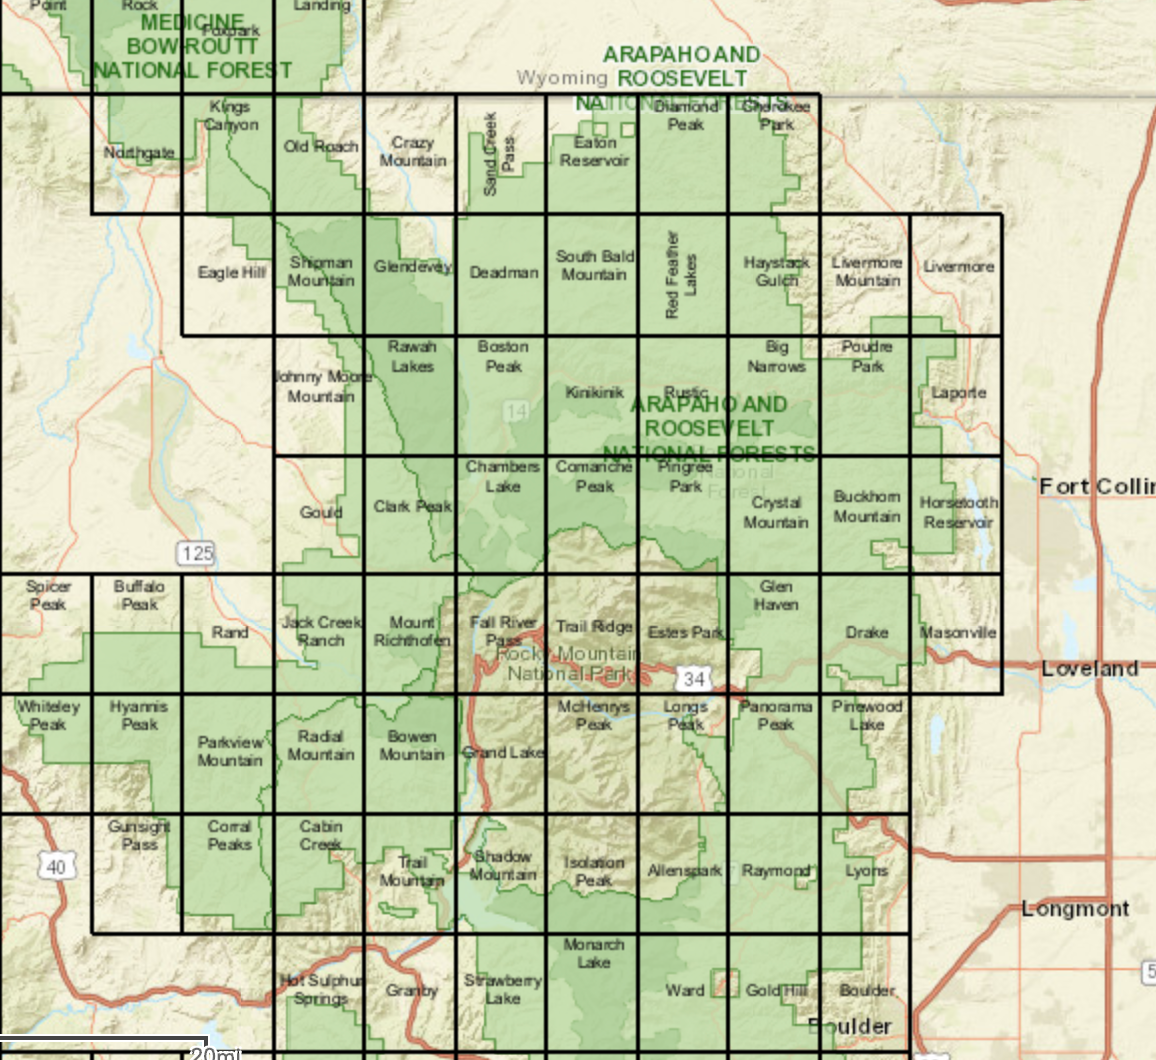 Point
Rock
Landing
MEDICINE
BOW-ROUTT
NATIONAL FOREST
Foxpark
ARAPAHO AND
ROOSEVELT
NATIONAL FORESTS
Wyoming
Northgate
Kings
Canyon
Old Roach
Crazy
Mountain
Sand Creek
Pass
Eaton
Reservoir
Diamond
Peak
Cherokee
Park
Eagle Hill
Shipman
Mountain
Glendevey
Deadman
South Bald
Mountain
Red Feather
Lakes
Haystack
Gulch
Livermore
Mountain
Livermore
Johnny Moore
Mountain
Rawah
Lakes
Boston
Peak
14
Kinikinik
Rustic
Big
Narrows
Poudre
Park
Laporte
ARAPAHO AND
ROOSEVELT
NATIONAL FORESTS
National
Forest
125
Gould
Clark Peak
Chambers
Lake
Comanche
Peak
Pingree
Park
Crystal
Mountain
Buckhorn
Mountain
Horsetooth
Reservoir
Fort Collin
Spicer
Peak
Buffalo
Peak
Rand
Jack Creek
Ranch
Mount
Richthofen
Fall River
Pass
Trail Ridge
Estes Park
Glen
Haven
Drake
Masonville
Rocky Mountain
National Park
34
Loveland
Whiteley
Peak
Hyannis
Peak
Parkview
Mountain
Radial
Mountain
Bowen
Mountain
Grand Lake
McHenrys
Peak
Longs
Peak
Panorama
Peak
Pinewood
Lake
40
Gunsight
Pass
Corral
Peaks
Cabin
Creek
Trail
Mountain
Shadow
Mountain
Isolation
Peak
Allenspark
Raymond
Lyons
Longmont
Hot Sulphur
Springs
Granby
Strawberry
Lake
Monarch
Lake
Ward
Gold Hill
Boulder
5
Boulder
20mi